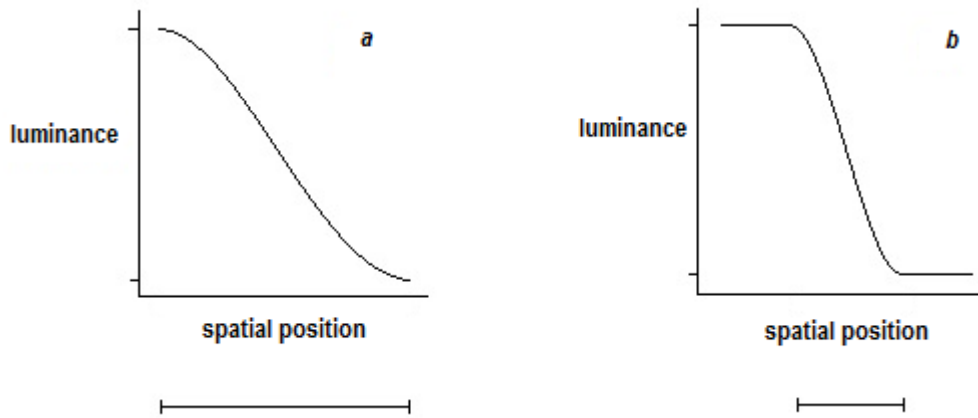 a
luminance
spatial position
b
luminance
spatial position